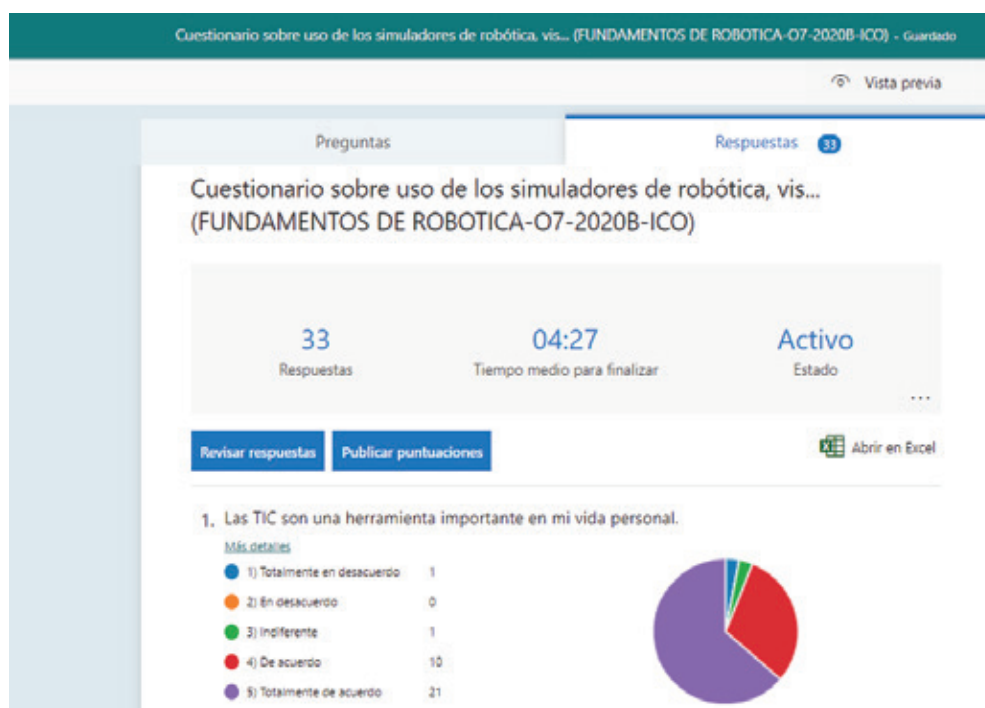 Cuestionario sobre uso de los simuladores de robótica, vis... (FUNDAMENTOS DE ROBOTICA-O7-2020B-ICO) - Guardado
Vista previa
Preguntas
Respuestas 33
Cuestionario sobre uso de los simuladores de robótica, vis...
(FUNDAMENTOS DE ROBOTICA-O7-2020B-ICO)
33
Respuestas
04:27
Tiempo medio para finalizar
Activo
Estado
...
Revisar respuestas
Publicar puntuaciones
Abrir en Excel
1. Las TIC son una herramienta importante en mi vida personal.
Más detalles
1) Totalmente en desacuerdo 1
2) En desacuerdo 0
3) Indiferente 1
4) De acuerdo 10
5) Totalmente de acuerdo 21